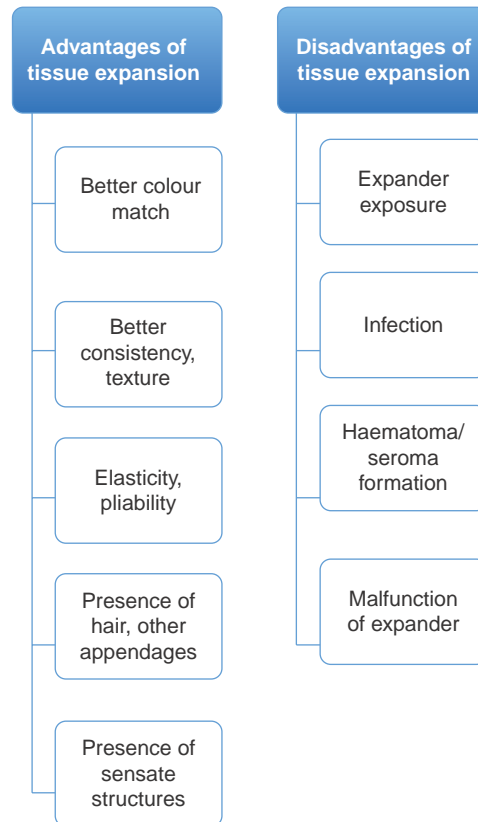 Advantages of
tissue expansion
Better colour
match
Better
consistency,
texture
Elasticity,
pliability
Presence of
hair, other
appendages
Presence of
sensate
structures
Disadvantages of
tissue expansion
Expander
exposure
Infection
Haematoma/
seroma
formation
Malfunction
of expander